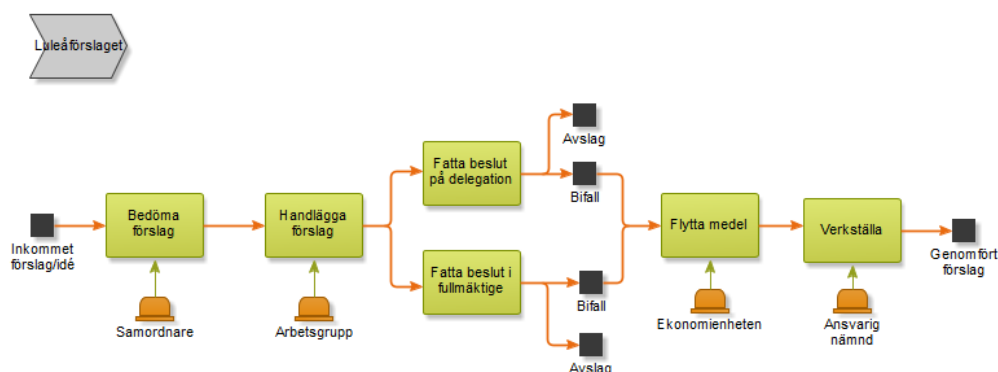 Luleåförslaget
Avslag
Fatta beslut
på delegation
Bifall
Bedöma
förslag
Handlägga
förslag
Flytta medel
Verkställa
Inkommet
förslag/idé
Genomfört
förslag
Fatta beslut i
fullmäktige
Bifall
Samordnare
Arbetsgrupp
Ekonomienheten
Ansvarig
nämnd
Avslag